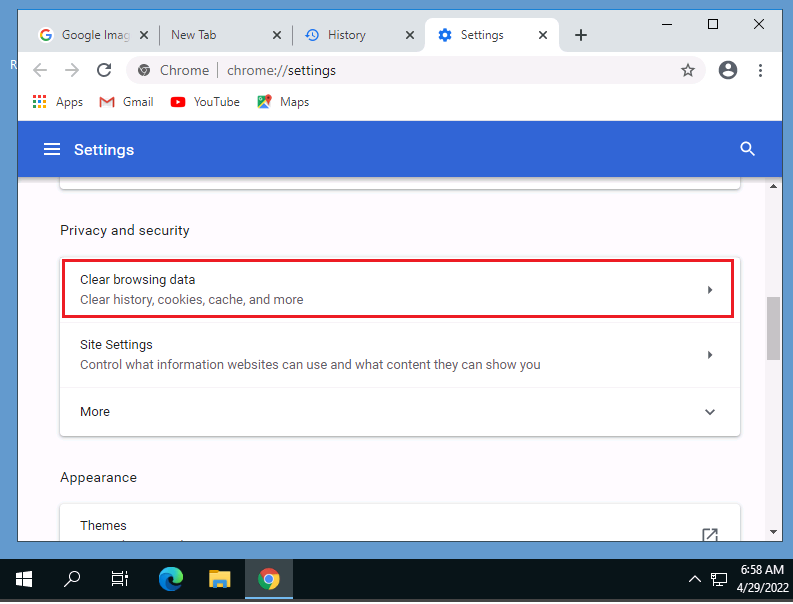 Google Imag
New Tab
History
Settings
R
Chrome
chrome://settings
Apps
Gmail
YouTube
Maps
Settings
Privacy and security
Clear browsing data
Clear history, cookies, cache, and more
Site Settings
Control what information websites can use and what content they can show you
More
Appearance
Themes
6:58 AM
4/29/2022